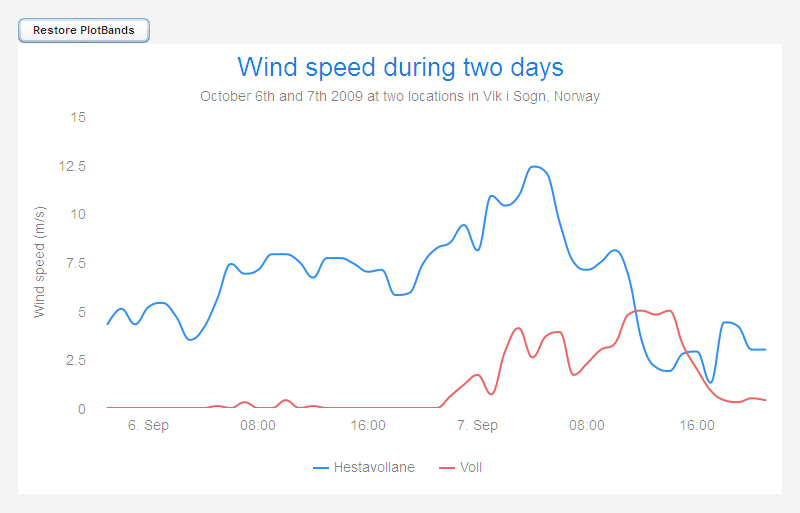 Restore PlotBands
Wind speed during two days
October 6th and 7th 2009 at two locations in Vik i Sogn, Norway
Wind speed (m/s)
15
12.5
10
7.5
5
2.5
0
6. Sep
08:00
16:00
7. Sep
08:00
16:00
Hestavollane
Voll